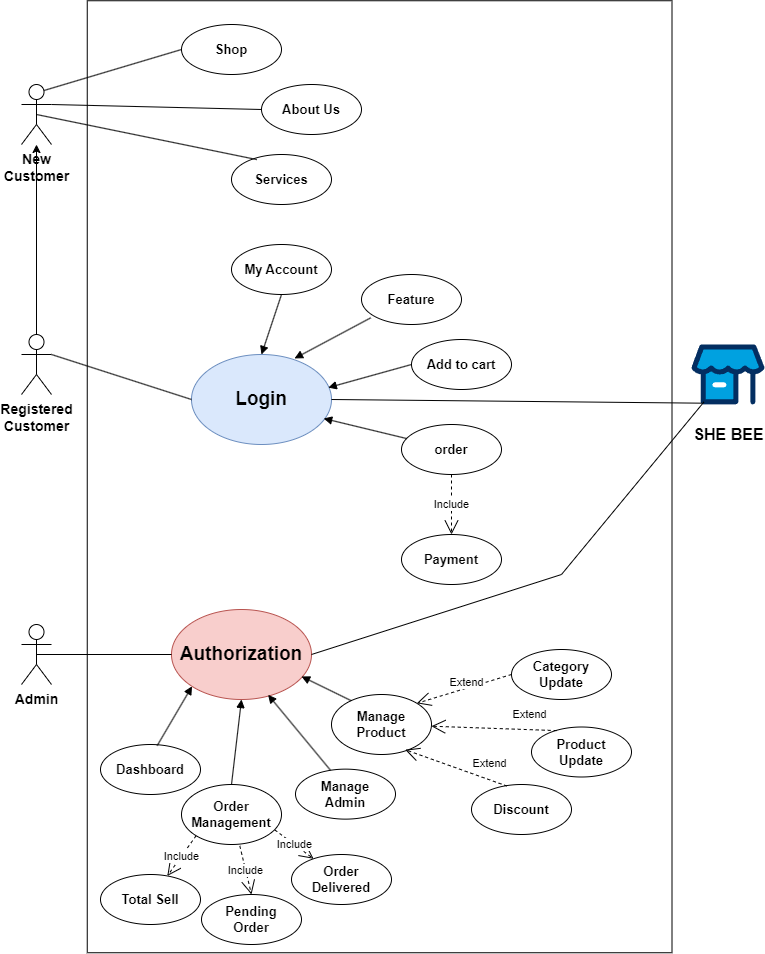 Shop
About Us
New
Customer
Services
My Account
Feature
Add to cart
Login
Registered
Customer
SHE BEE
order
Include
Payment
Admin
Authorization
Category
Update
Extend
Manage
Product
Extend
Product
Update
Extend
Dashboard
Manage
Admin
Discount
Order
Management
Include
Include
Include
Order
Delivered
Total Sell
Pending
Order